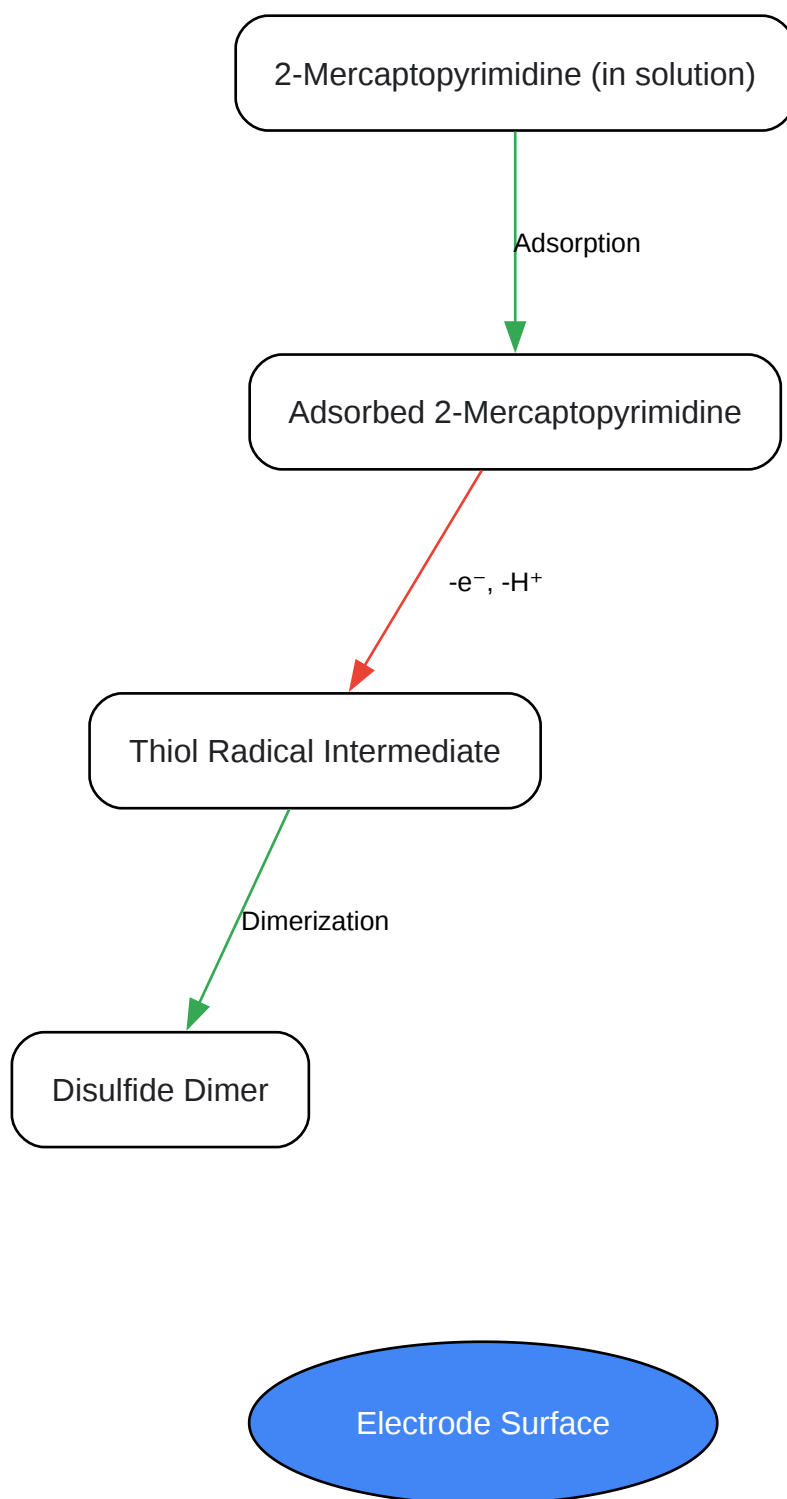 2-Mercaptopyrimidine (in solution)
Adsorption
Adsorbed 2-Mercaptopyrimidine
-e⁻, -H⁺
Thiol Radical Intermediate
Dimerization
Disulfide Dimer
Electrode Surface